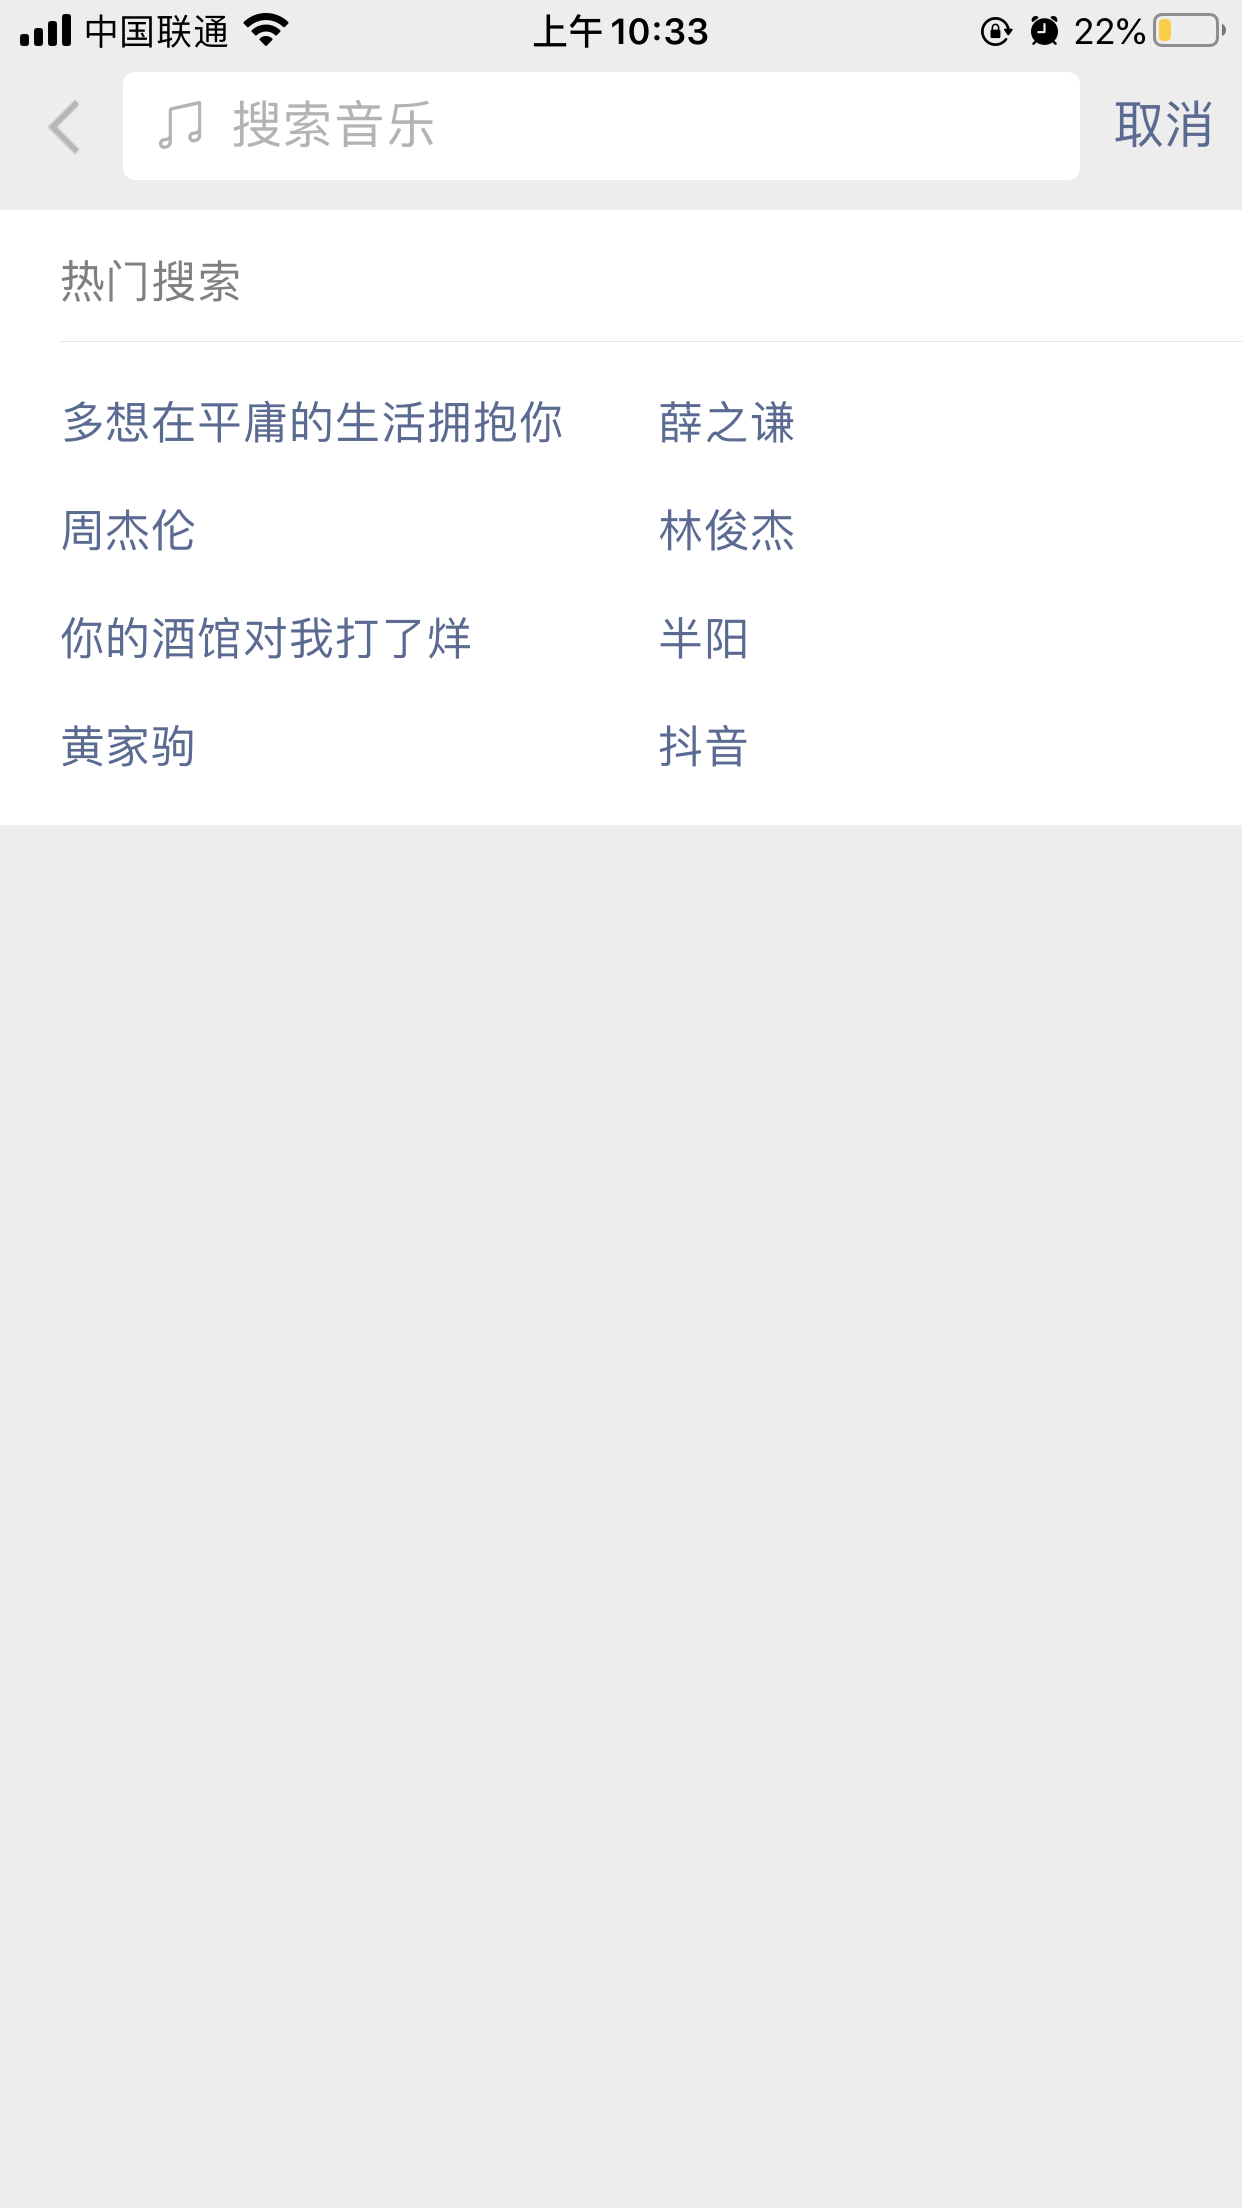 中国联通 上午 10:33 22%
搜索音乐 取消
热门搜索
多想在平庸的生活拥抱你 薛之谦
周杰伦 林俊杰
你的酒馆对我打了烊 半阳
黄家驹 抖音